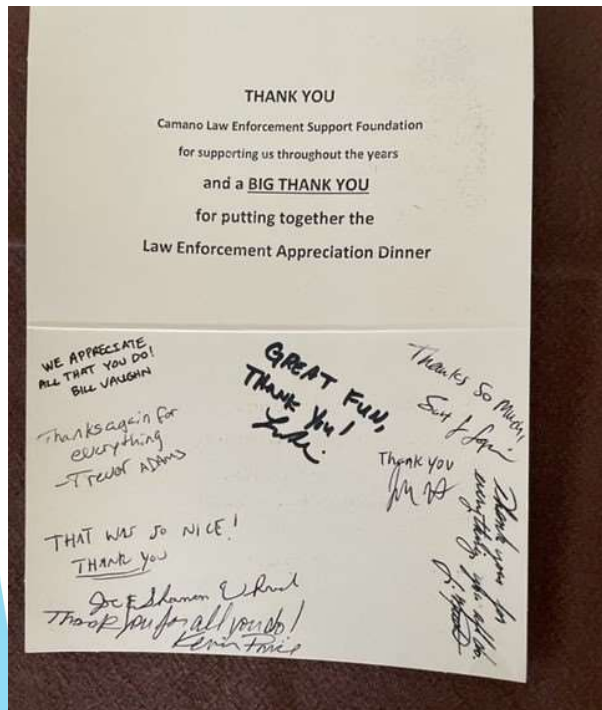 THANK YOU
Camano Law Enforcement Support Foundation
for supporting us throughout the years
and a BIG THANK YOU
for putting together the
Law Enforcement Appreciation Dinner
WE APPRECIATE
ALL THAT YOU DO!
BILL VAUGHN
Thanks again for
everything
-Trevor ADAMS
THAT WAS SO NICE!
THANK YOU
Joe & Shannon
Thank you for all you do!
Kevin Price
GREAT FUN,
THANK YOU!
Thanks So Much,
Thank you
Thank you for
everything you all do.